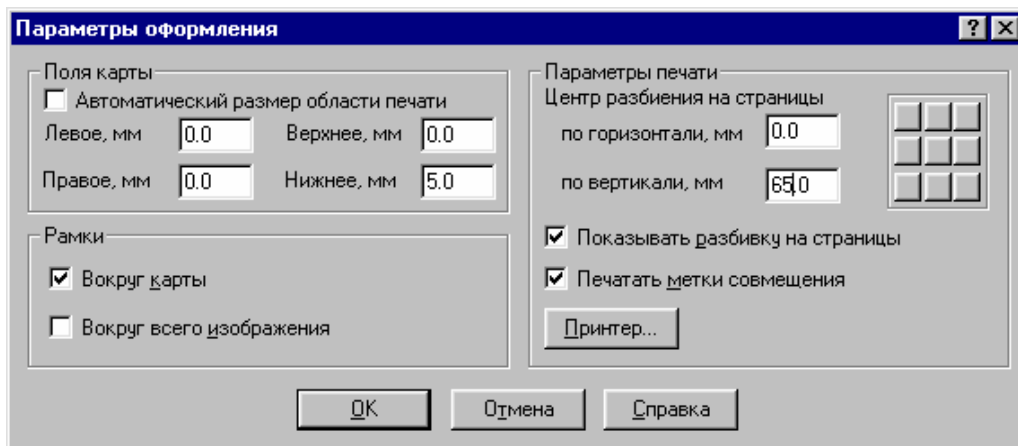 Параметры оформления
Поля карты
Автоматический размер области печати
Левое, мм 0.0 Верхнее, мм 0.0
Правое, мм 0.0 Нижнее, мм 5.0
Рамки
Вокруг карты
Вокруг всего изображения
Параметры печати
Центр разбиения на страницы
по горизонтали, мм 0.0
по вертикали, мм 65.0
Показывать разбивку на страницы
Печатать метки совмещения
Принтер...
OK Отмена Справка